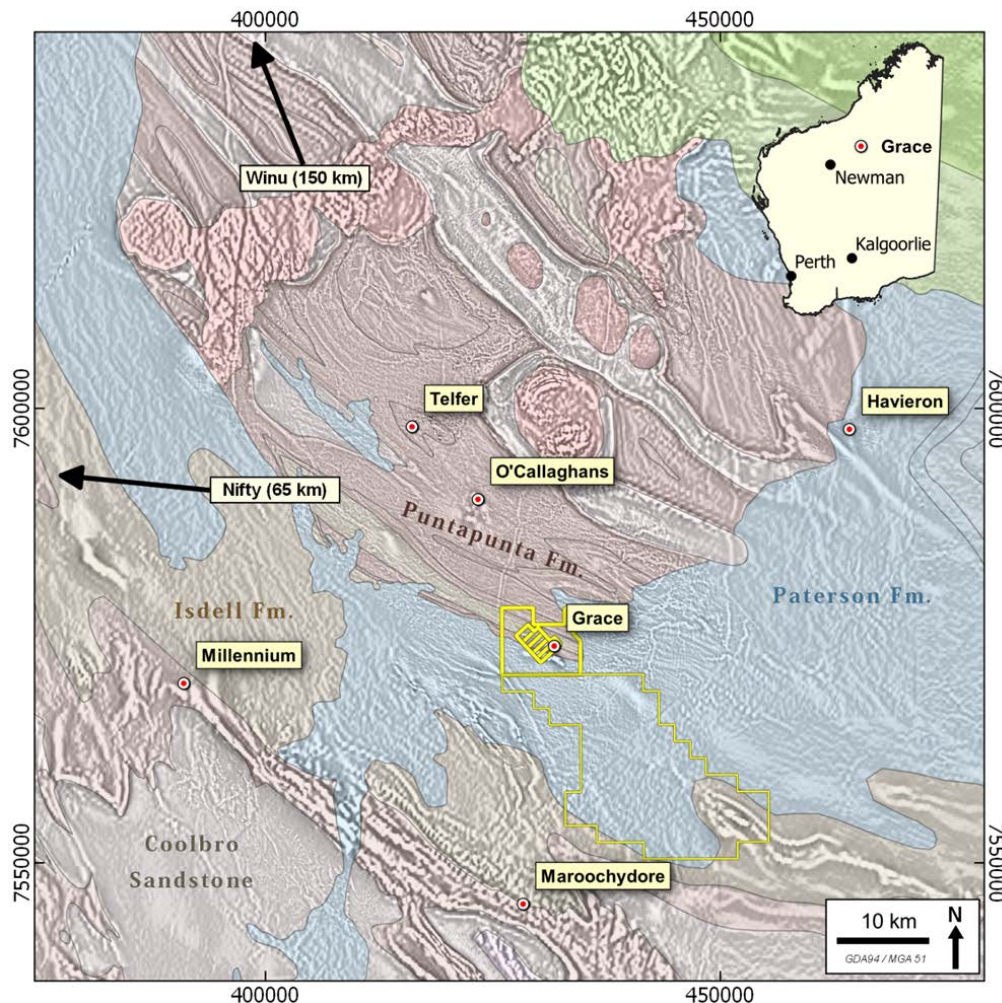 400000
450000
Winu (150 km)
Grace
Newman
Kalgoorlie
Perth
7600000
7600000
Telfer
Havieron
O'Callaghans
Nifty (65 km)
Puntapunta Fm.
Isdell Fm.
Paterson Fm.
Grace
Millennium
Coolbro
Sandstone
7550000
7550000
Maroochydore
10 km
N
GDA94 / MGA 51
400000
450000